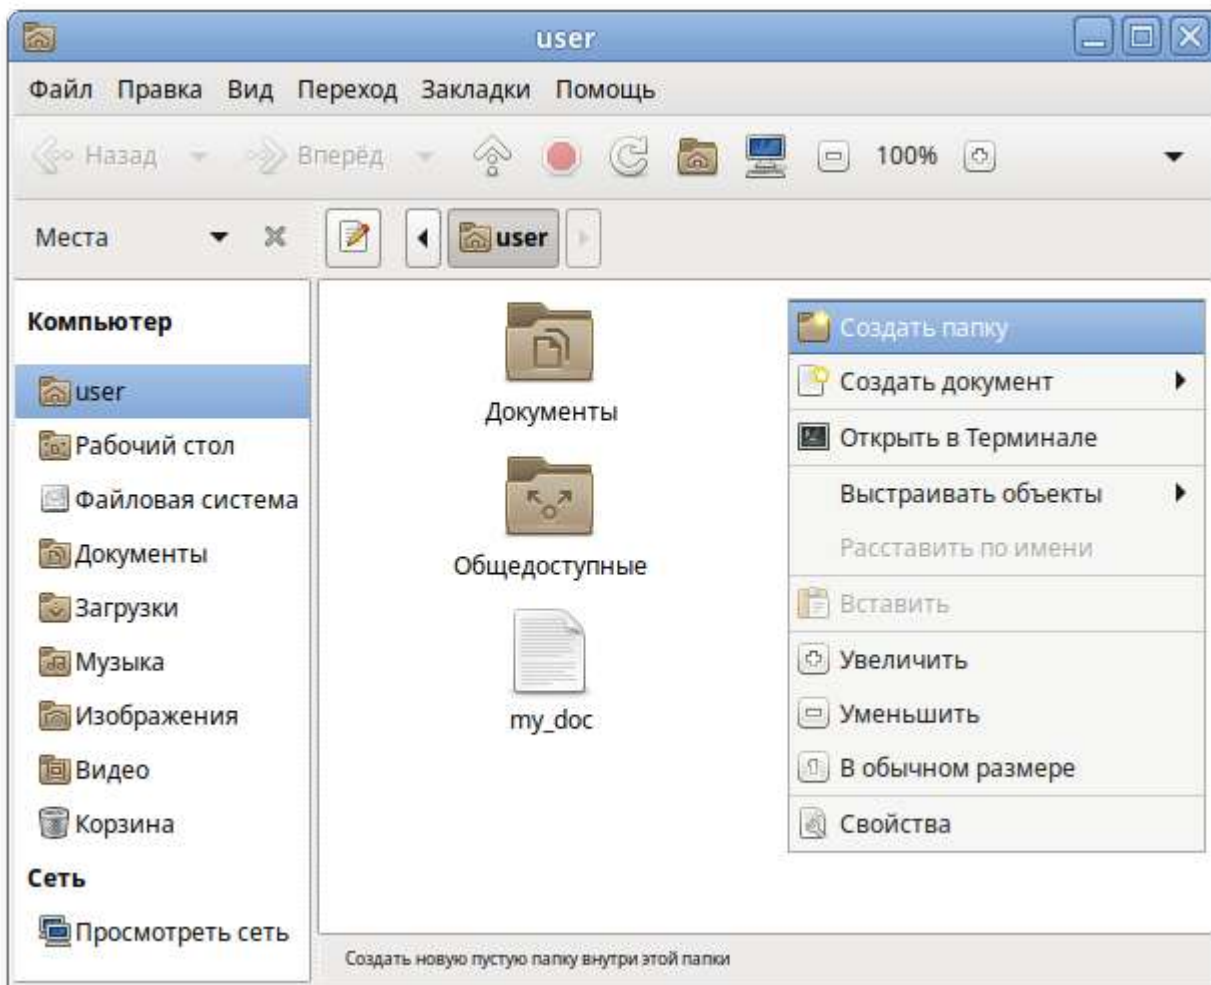 user
Файл Правка Вид Переход Закладки Помощь
Назад Вперёд 100%
Места user
Компьютер
user
Рабочий стол
Файловая система
Документы
Загрузки
Музыка
Изображения
Видео
Корзина
Сеть
Просмотреть сеть
Документы
Общедоступные
my_doc
Создать папку
Создать документ
Открыть в Терминале
Выстраивать объекты
Расставить по имени
Вставить
Увеличить
Уменьшить
В обычном размере
Свойства
Создать новую пустую папку внутри этой папки